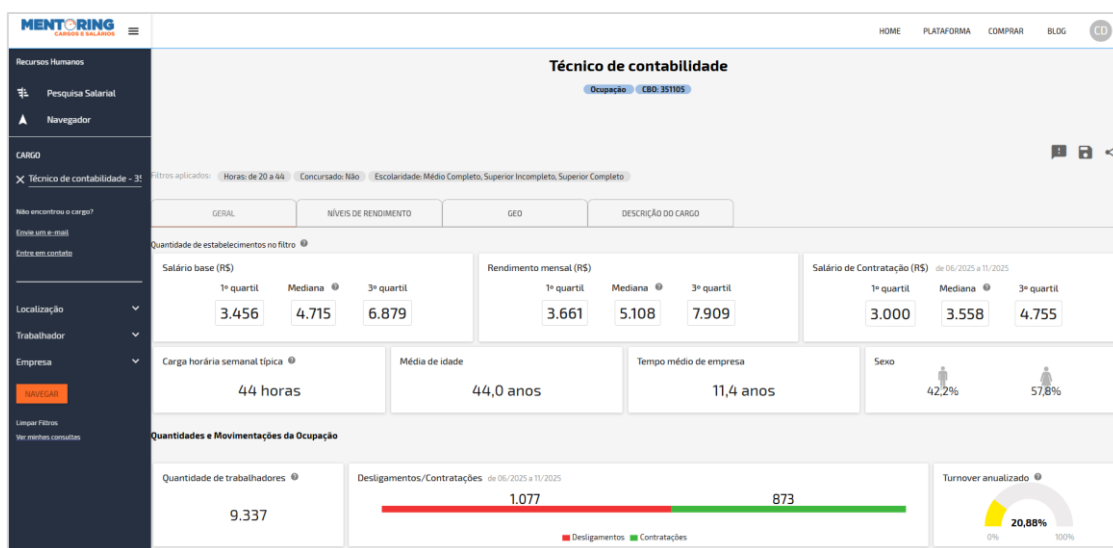 MENTORING
CARGOS E SALÁRIOS
HOME PLATAFORMA COMPRAR BLOG CD
Recursos Humanos
Pesquisa Salarial
Navegador
CARGO
Técnico de contabilidade - 35
Não encontrou o cargo?
Envie um e-mail
Entre em contato
Localização
Trabalhador
Empresa
NAVEGAR
Limpar Filtros
Ver minhas consultas
Técnico de contabilidade
Ocupação CBO: 351105
Filtros aplicados: Horas: de 20 a 44 Concursado: Não Escolaridade: Médio Completo, Superior Incompleto, Superior Completo
GERAL NÍVEIS DE RENDIMENTO GEO DESCRIÇÃO DO CARGO
Quantidade de estabelecimentos no filtro
Salário base (R$)
1º quartil Mediana 3º quartil
3.456 4.715 6.879
Rendimento mensal (R$)
1º quartil Mediana 3º quartil
3.661 5.108 7.909
Salário de Contratação (R$) de 06/2025 a 11/2025
1º quartil Mediana 3º quartil
3.000 3.558 4.755
Carga horária semanal típica
44 horas
Média de idade
44,0 anos
Tempo médio de empresa
11,4 anos
Sexo
42,2% 57,8%
Quantidades e Movimentações da Ocupação
Quantidade de trabalhadores
9.337
Desligamentos/Contratações de 06/2025 a 11/2025
1.077 873
Desligamentos Contratações
Turnover anualizado
20,88%
0% 100%